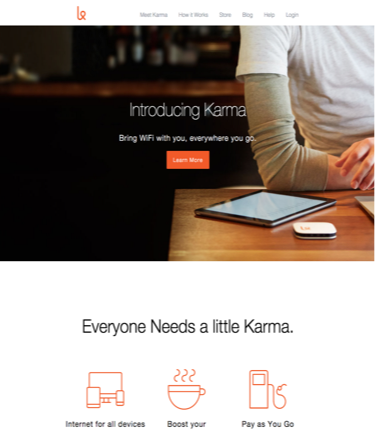 Meet Karma How it Works Store Blog Help Login
Introducing Karma
Bring WiFi with you, everywhere you go.
Learn More
Everyone Needs a little Karma.
Internet for all devices Boost your Pay as You Go